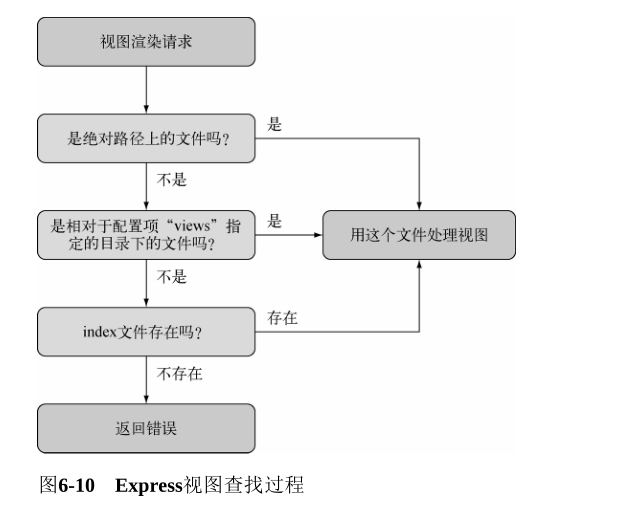 视图渲染请求
是绝对路径上的文件吗？
是
不是
是相对于配置项“views”指
定的目录下的文件吗？
是
用这个文件处理视图
不是
index文件存在吗？
存在
不存在
返回错误
图6-10 Express视图查找过程